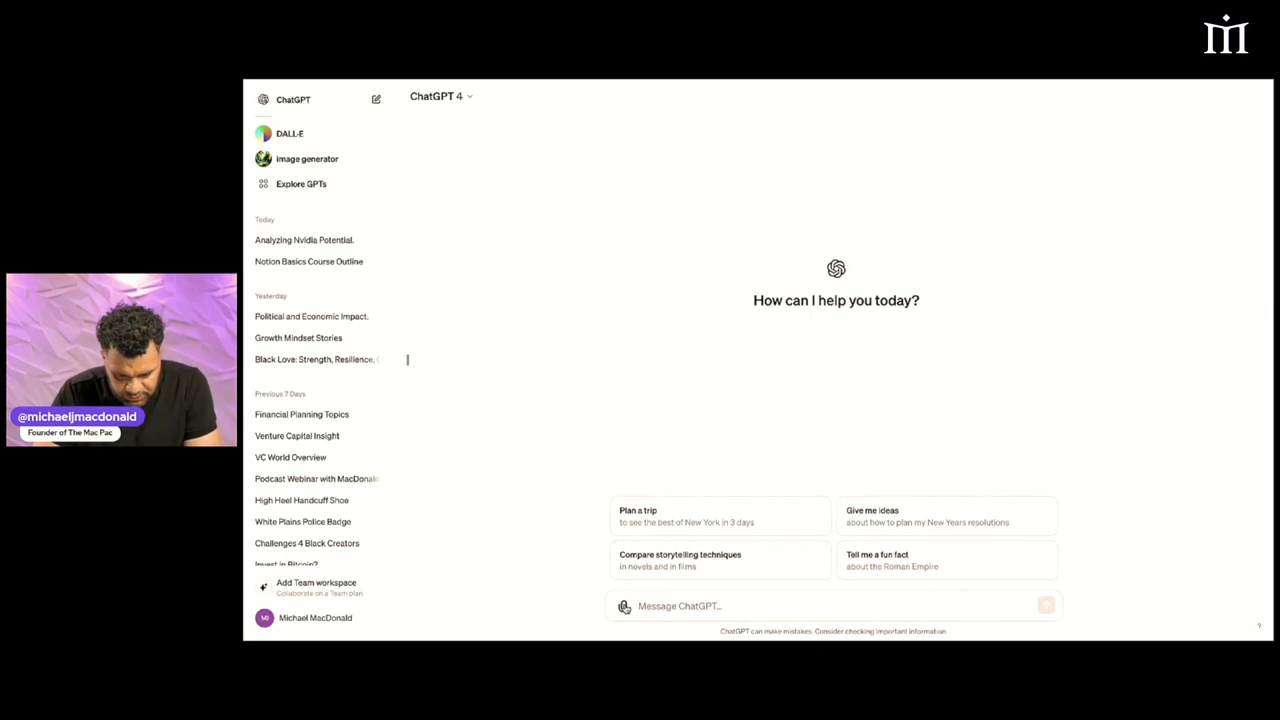 ChatGPT
DALL·E
image generator
Explore GPTs
Today
Analyzing Nvidia Potential.
Notion Basics Course Outline
Yesterday
Political and Economic Impact.
Growth Mindset Stories
Black Love: Strength, Resilience,
Previous 7 Days
Financial Planning Topics
Venture Capital Insight
VC World Overview
Podcast Webinar with MacDonald
High Heel Handcuff Shoe
White Plains Police Badge
Challenges 4 Black Creators
Invest in Bitcoin?
Add Team workspace
Collaborate on a Team plan
MI
Michael MacDonald
ChatGPT 4
How can I help you today?
Plan a trip
to see the best of New York in 3 days
Give me ideas
about how to plan my New Years resolutions
Compare storytelling techniques
in novels and in films
Tell me a fun fact
about the Roman Empire
Message ChatGPT...
ChatGPT can make mistakes. Consider checking important information.
?
@michaeljmacdonald
Founder of The Mac Pac